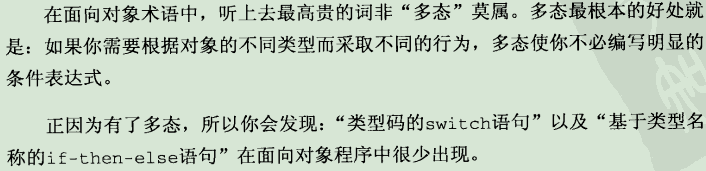 在面向对象术语中，听上去最高贵的词非“多态”莫属。多态最根本的好处就
是：如果你需要根据对象的不同类型而采取不同的行为，多态使你不必编写明显的
条件表达式。
正因为有了多态，所以你会发现：“类型码的switch语句”以及“基于类型名
称的if-then-else语句”在面向对象程序中很少出现。